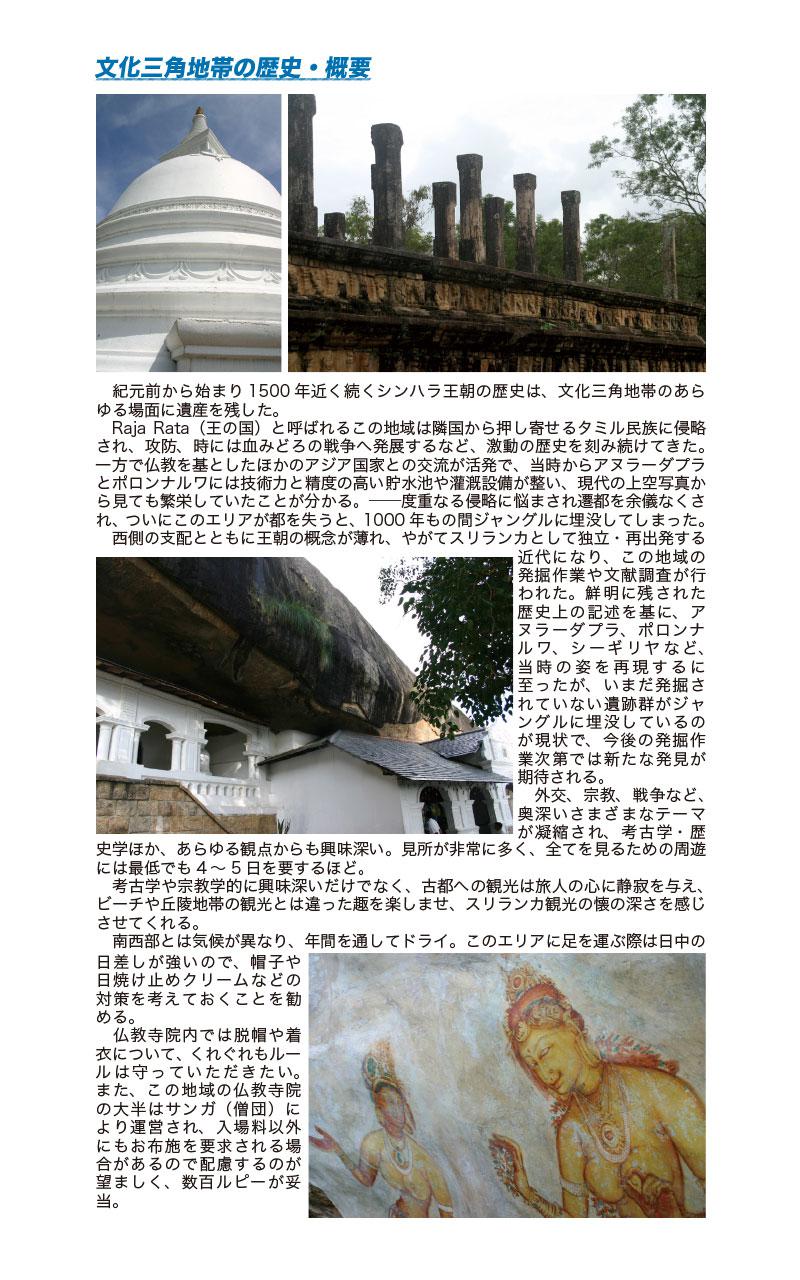 文化三角地帯の歴史・概要
　紀元前から始まり 1500 年近く続くシンハラ王朝の歴史は、文化三角地帯のあら
ゆる場面に遺産を残した。
　Raja Rata（王の国）と呼ばれるこの地域は隣国から押し寄せるタミル民族に侵略
され、攻防、時には血みどろの戦争へ発展するなど、激動の歴史を刻み続けてきた。
一方で仏教を基としたほかのアジア国家との交流が活発で、当時からアヌラーダプラ
とポロンナルワには技術力と精度の高い貯水池や灌漑設備が整い、現代の上空写真か
ら見ても繁栄していたことが分かる。――度重なる侵略に悩まされ遷都を余儀なくさ
れ、ついにこのエリアが都を失うと、1000 年もの間ジャングルに埋没してしまった。
　西側の支配とともに王朝の概念が薄れ、やがてスリランカとして独立・再出発する
近代になり、この地域の
発掘作業や文献調査が行
われた。鮮明に残された
歴史上の記述を基に、ア
ヌラーダプラ、ポロンナ
ルワ、シーギリヤなど、
当時の姿を再現するに
至ったが、いまだ発掘さ
れていない遺跡群がジャ
ングルに埋没しているの
が現状で、今後の発掘作
業次第では新たな発見が
期待される。
　外交、宗教、戦争など、
奥深いさまざまなテーマ
が凝縮され、考古学・歴
史学ほか、あらゆる観点からも興味深い。見所が非常に多く、全てを見るための周遊
には最低でも 4 ～ 5 日を要するほど。
　考古学や宗教学的に興味深いだけでなく、古都への観光は旅人の心に静寂を与え、
ビーチや丘陵地帯の観光とは違った趣を楽しませ、スリランカ観光の懐の深さを感じ
させてくれる。
　南西部とは気候が異なり、年間を通してドライ。このエリアに足を運ぶ際は日中の
日差しが強いので、帽子や
日焼け止めクリームなどの
対策を考えておくことを勧
める。
　仏教寺院内では脱帽や着
衣について、くれぐれもルー
ルは守っていただきたい。
また、この地域の仏教寺院
の大半はサンガ（僧団）に
より運営され、入場料以外
にもお布施を要求される場
合があるので配慮するのが
望ましく、数百ルピーが妥
当。